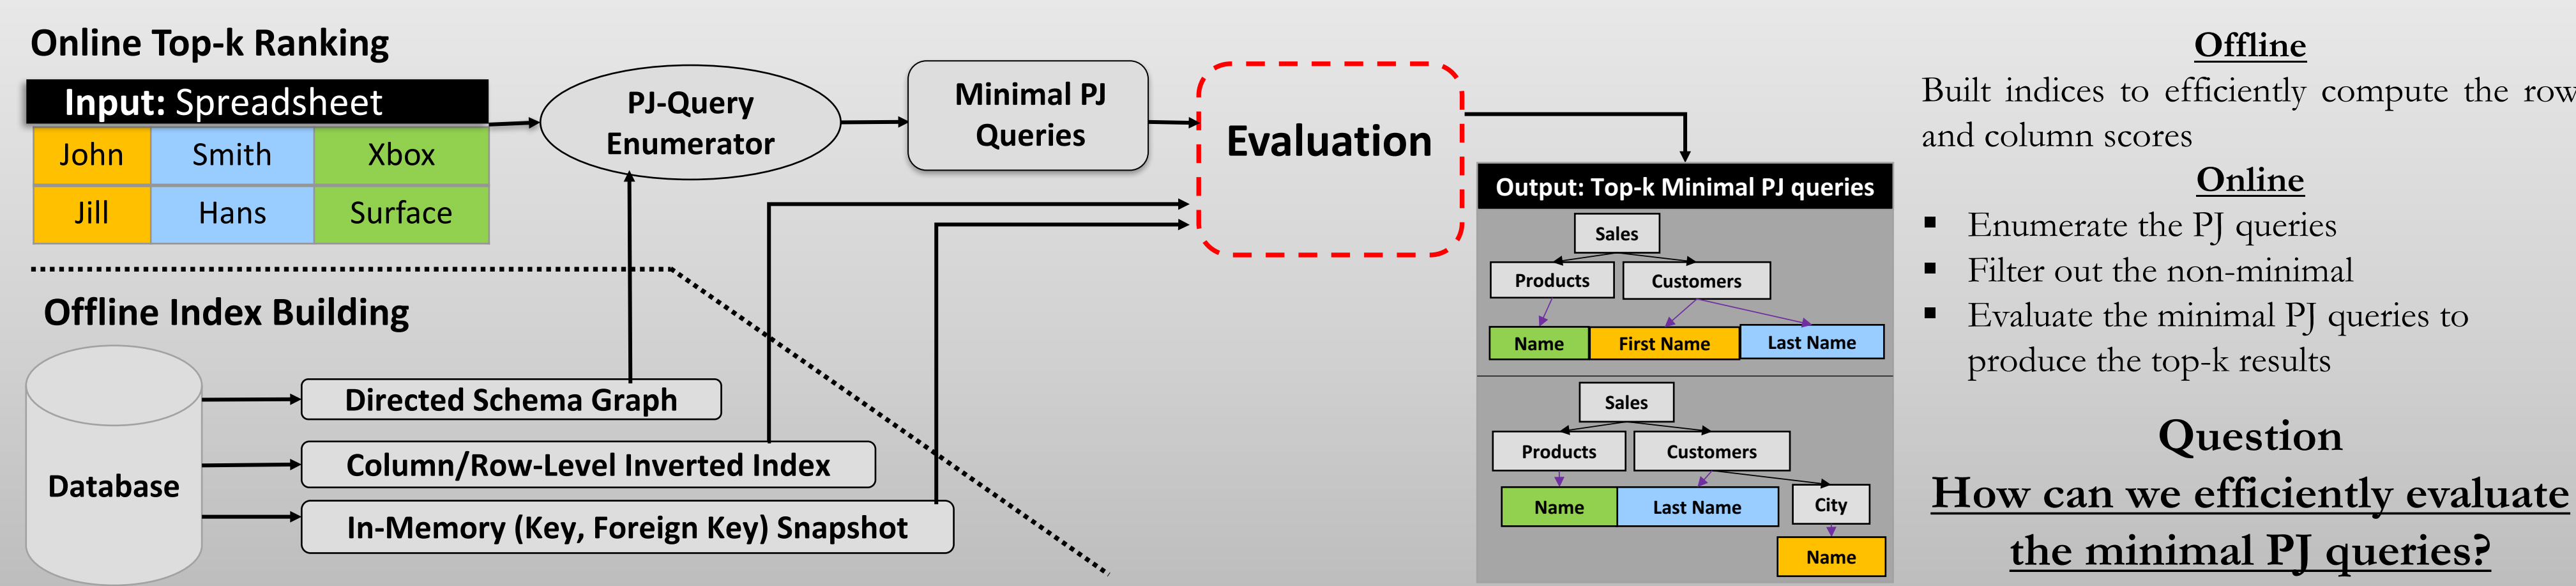 Online Top-k Ranking
Input: Spreadsheet
John Smith Xbox
Jill Hans Surface
PJ-Query
Enumerator
Minimal PJ
Queries
Evaluation
Offline Index Building
Database
Directed Schema Graph
Column/Row-Level Inverted Index
In-Memory (Key, Foreign Key) Snapshot
Output: Top-k Minimal PJ queries
Sales
Products Customers
Name First Name Last Name
Sales
Products Customers
Name Last Name City
Name
Offline
Built indices to efficiently compute the row
and column scores
Online
▪ Enumerate the PJ queries
▪ Filter out the non-minimal
▪ Evaluate the minimal PJ queries to
produce the top-k results
Question
How can we efficiently evaluate
the minimal PJ queries?